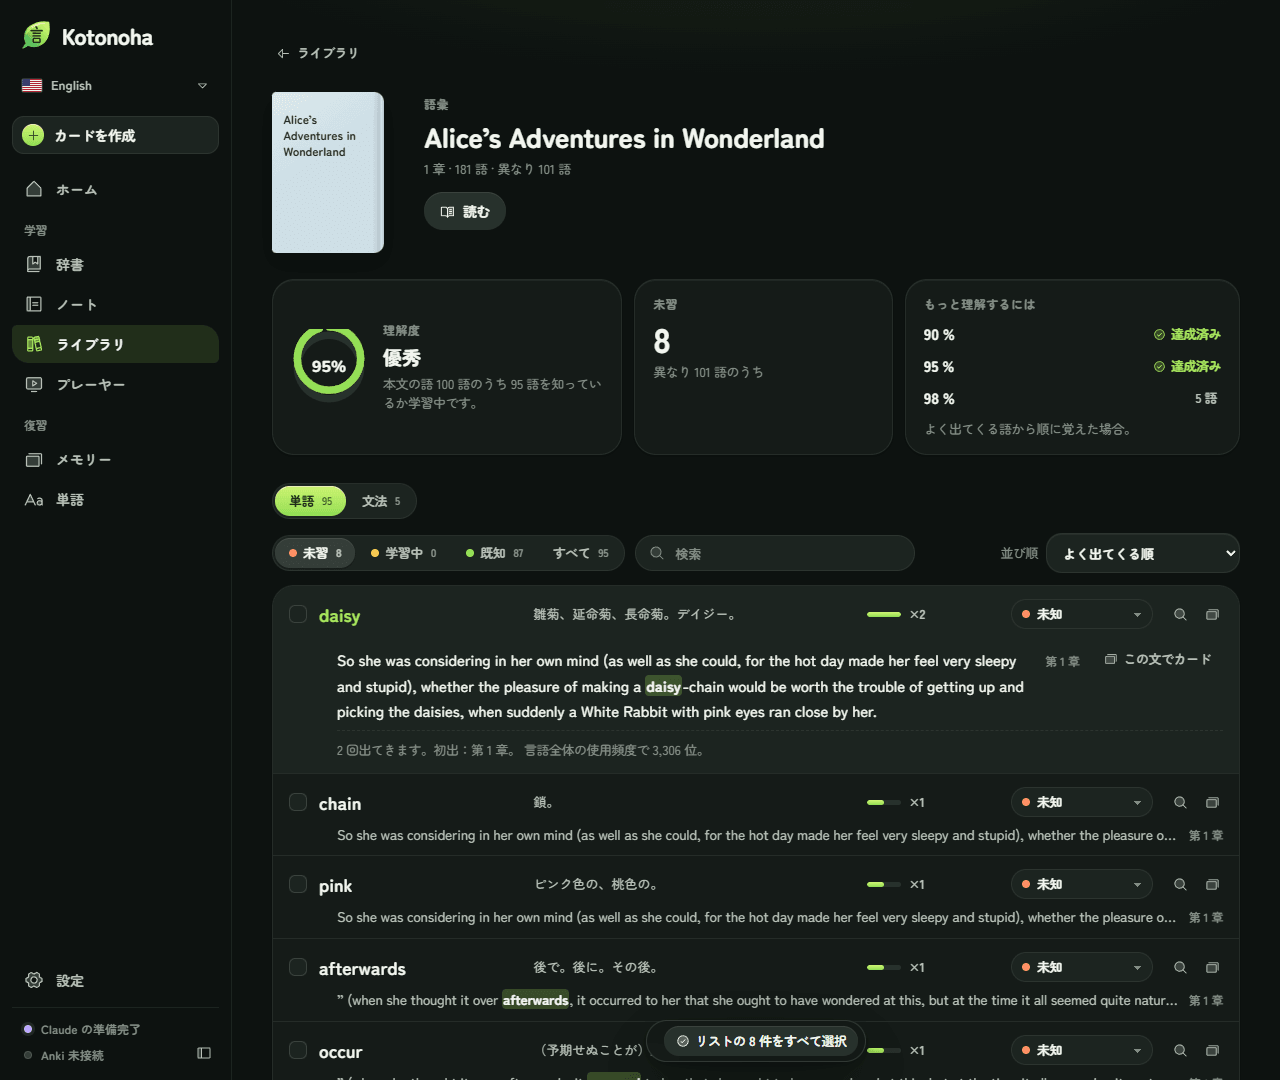 言 Kotonoha
English
カードを作成
ホーム
学習
辞書
ノート
ライブラリ
プレーヤー
復習
メモリー
Aa 単語
設定
Claude の準備完了
Anki 未接続
ライブラリ
Alice’s
Adventures in
Wonderland
語彙
Alice’s Adventures in Wonderland
1 章 · 181 語 · 異なり 101 語
読む
95%
理解度
優秀
本文の語 100 語のうち 95 語を知ってい
るか学習中です。
未習
8
異なり 101 語のうち
もっと理解するには
90 % 達成済み
95 % 達成済み
98 % 5 語
よく出てくる語から順に覚えた場合。
単語 95 文法 5
未習 8 学習中 0 既知 87 すべて 95 検索 並び順 よく出てくる順
daisy 雛菊、延命菊、長命菊。デイジー。 ×2 未知
So she was considering in her own mind (as well as she could, for the hot day made her feel very sleepy 第 1 章 この文でカード
and stupid), whether the pleasure of making a daisy-chain would be worth the trouble of getting up and
picking the daisies, when suddenly a White Rabbit with pink eyes ran close by her.
2 回出てきます。初出：第 1 章。 言語全体の使用頻度で 3,306 位。
chain 鎖。 ×1 未知
So she was considering in her own mind (as well as she could, for the hot day made her feel very sleepy and stupid), whether the pleasure o… 第 1 章
pink ピンク色の、桃色の。 ×1 未知
So she was considering in her own mind (as well as she could, for the hot day made her feel very sleepy and stupid), whether the pleasure o… 第 1 章
afterwards 後で。後に。その後。 ×1 未知
” (when she thought it over afterwards, it occurred to her that she ought to have wondered at this, but at the time it all seemed quite natur… 第 1 章
occur （予期せぬことが） ×1 未知
リストの 8 件をすべて選択